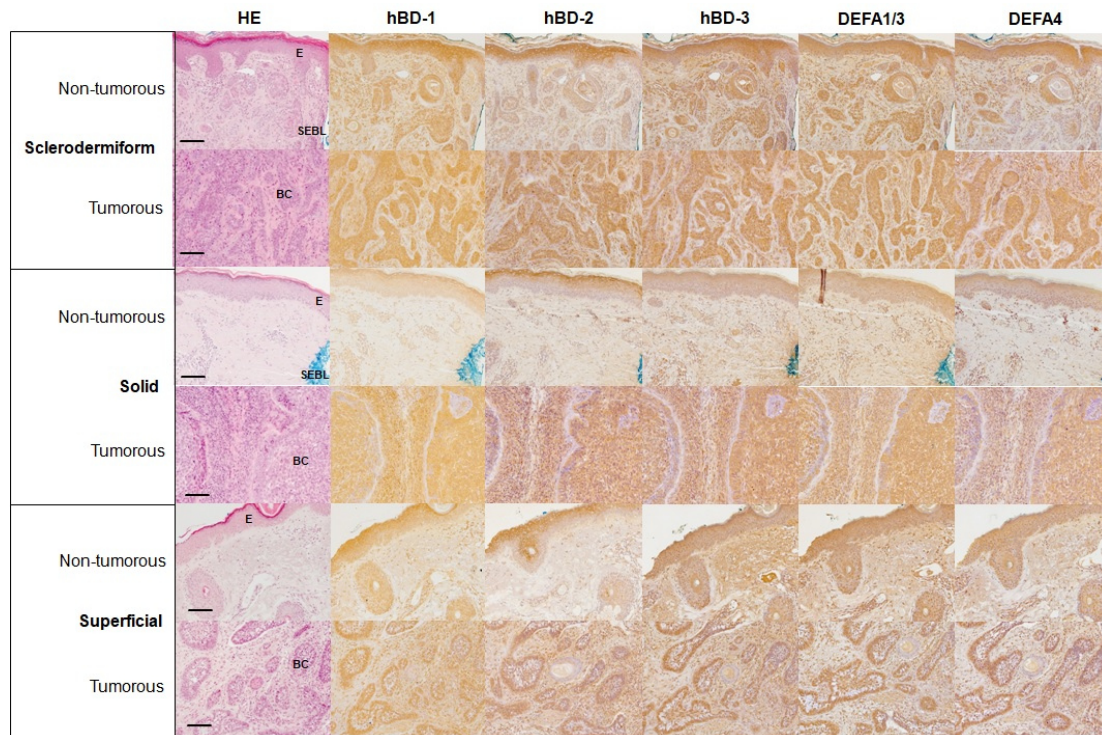 HE hBD-1 hBD-2 hBD-3 DEFA1/3 DEFA4
E
Non-tumorous
SEBL
Sclerodermiform
BC
Tumorous
E
Non-tumorous
SEBL
Solid
BC
Tumorous
E
Non-tumorous
Superficial
BC
Tumorous